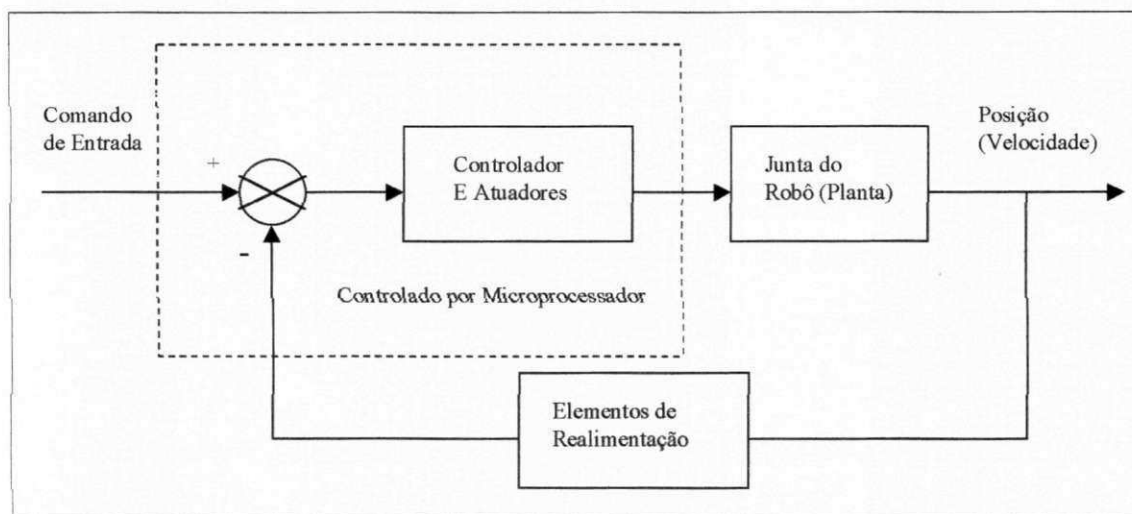 Comando
de Entrada
+
-
Controlador
E Atuadores
Junta do
Robô (Planta)
Posição
(Velocidade)
Controlado por Microprocessador
Elementos de
Realimentação